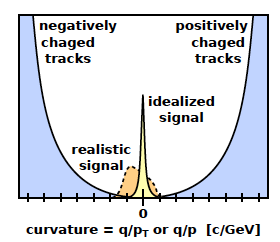 negatively
chaged
tracks
positively
chaged
tracks
idealized
signal
realistic
signal
0
curvature = q/pT or q/p [c/GeV]